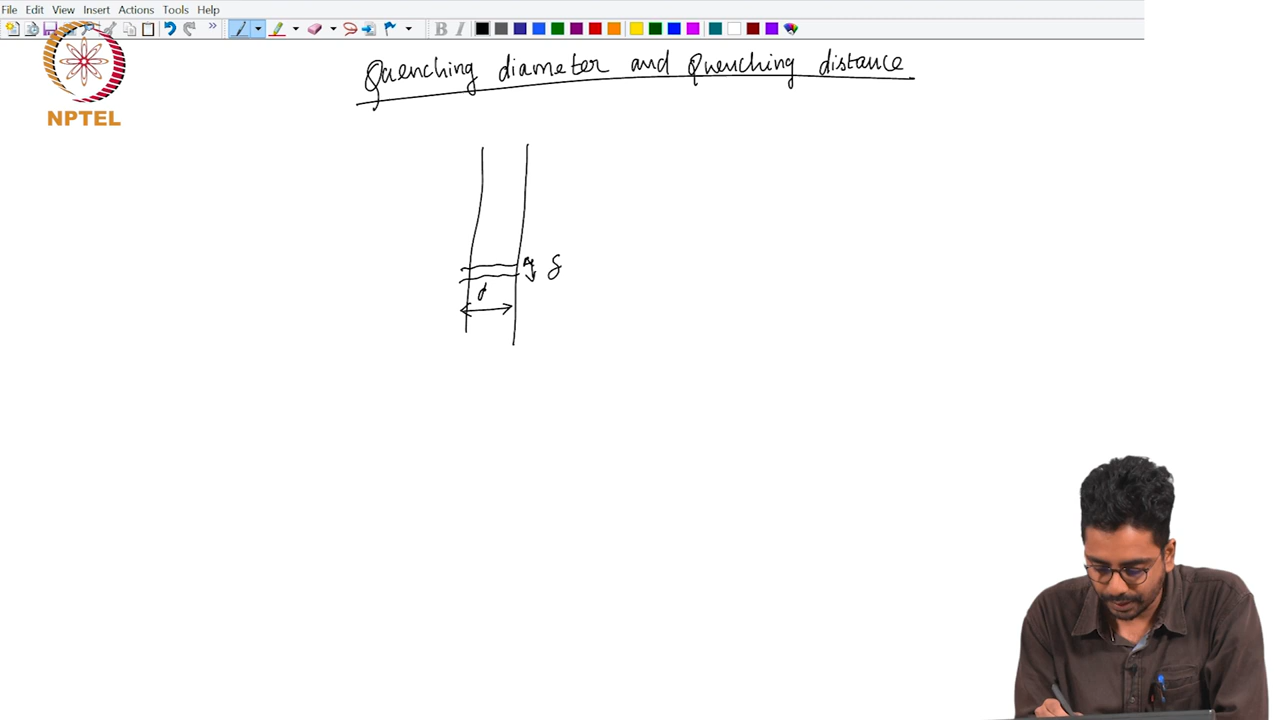 File Edit View Insert Actions Tools Help
B I
NPTEL
Quenching diameter and Quenching distance
δ
d